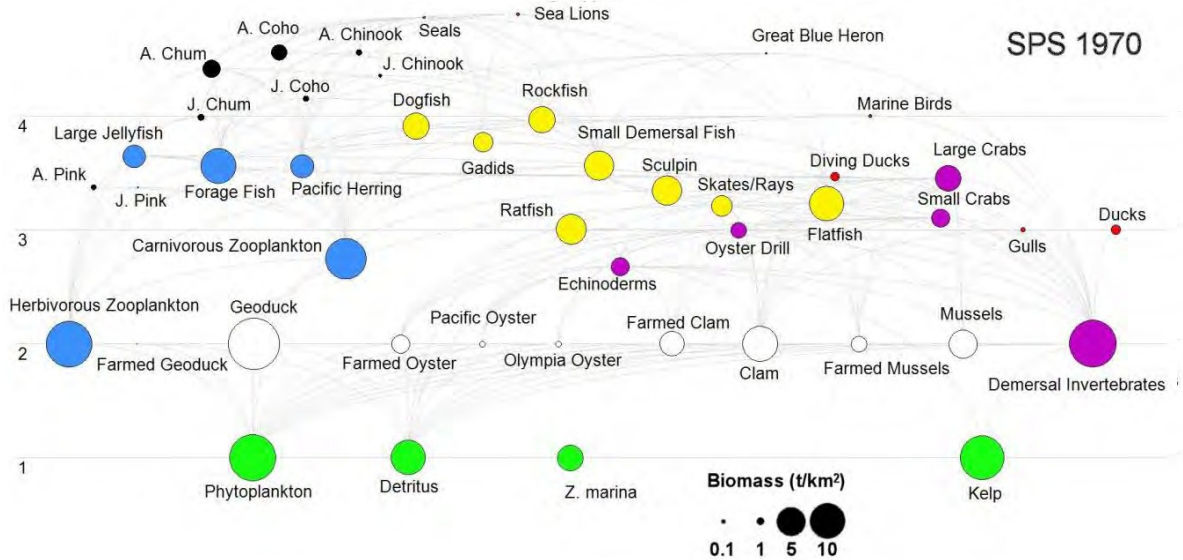 Sea Lions
A. Coho
A. Chinook
Seals
SPS 1970
A. Chum
Great Blue Heron
J. Chinook
J. Coho
Rockfish
Dogfish
J. Chum
Marine Birds
4
Large Jellyfish
Small Demersal Fish
Large Crabs
Gadids
Sculpin
Diving Ducks
A. Pink
Forage Fish
Pacific Herring
Skates/Rays
J. Pink
Small Crabs
Ratfish
Ducks
3
Carnivorous Zooplankton
Oyster Drill
Flatfish
Gulls
Echinoderms
Herbivorous Zooplankton
Geoduck
Pacific Oyster
Farmed Clam
Mussels
2
Farmed Geoduck
Farmed Oyster
Olympia Oyster
Clam
Farmed Mussels
Demersal Invertebrates
1
Phytoplankton
Detritus
Z. marina
Biomass (t/km²)
Kelp
0.1 1 5 10